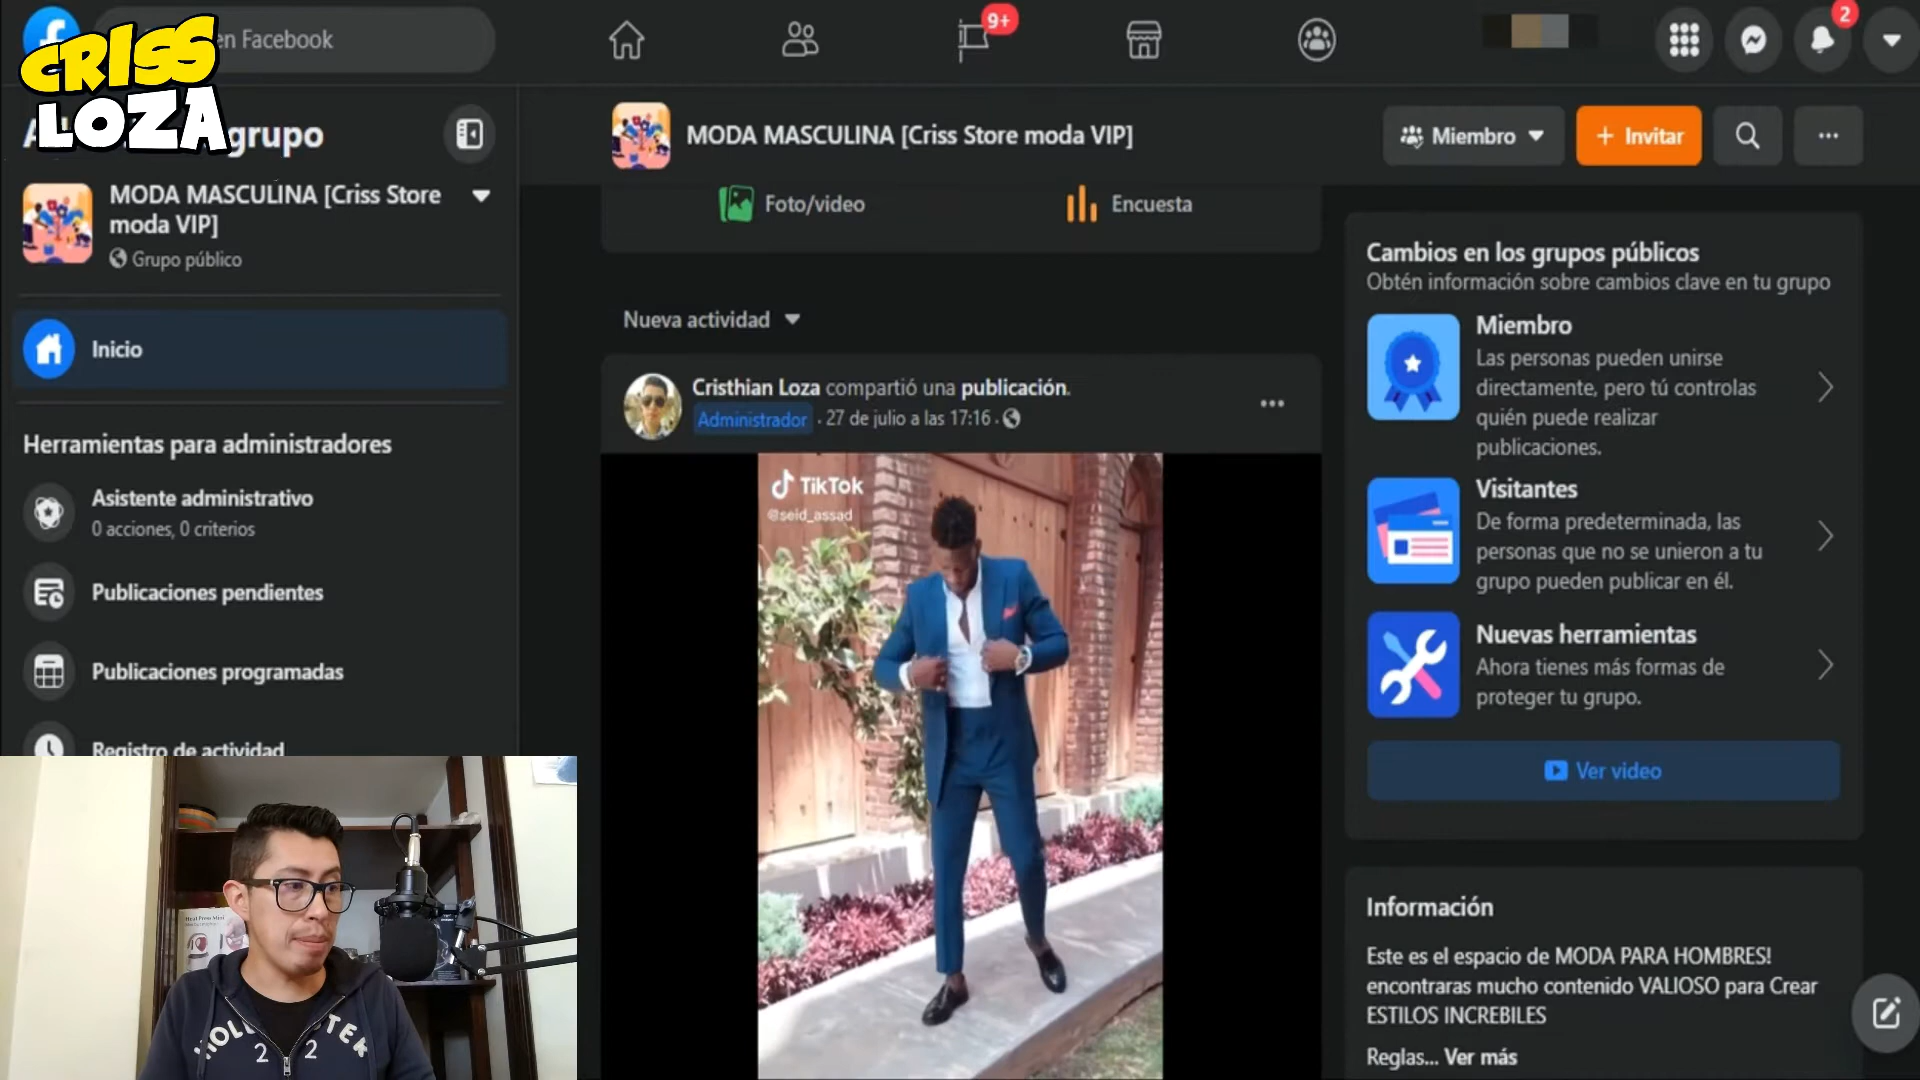 CRISS
LOZA
en Facebook
9+
2
grupo
MODA MASCULINA [Criss Store
moda VIP]
Grupo público
Inicio
Herramientas para administradores
Asistente administrativo
0 acciones, 0 criterios
Publicaciones pendientes
Publicaciones programadas
Registro de actividad
MODA MASCULINA [Criss Store moda VIP]
Miembro
+ Invitar
Foto/video
Encuesta
Nueva actividad
Cristhian Loza compartió una publicación.
Administrador · 27 de julio a las 17:16 ·
TikTok
@seid_assad
Cambios en los grupos públicos
Obtén información sobre cambios clave en tu grupo
Miembro
Las personas pueden unirse
directamente, pero tú controlas
quién puede realizar
publicaciones.
Visitantes
De forma predeterminada, las
personas que no se unieron a tu
grupo pueden publicar en él.
Nuevas herramientas
Ahora tienes más formas de
proteger tu grupo.
Ver video
Información
Este es el espacio de MODA PARA HOMBRES!
encontraras mucho contenido VALIOSO para Crear
ESTILOS INCREBILES
Reglas... Ver más
Heat Press Mini
22